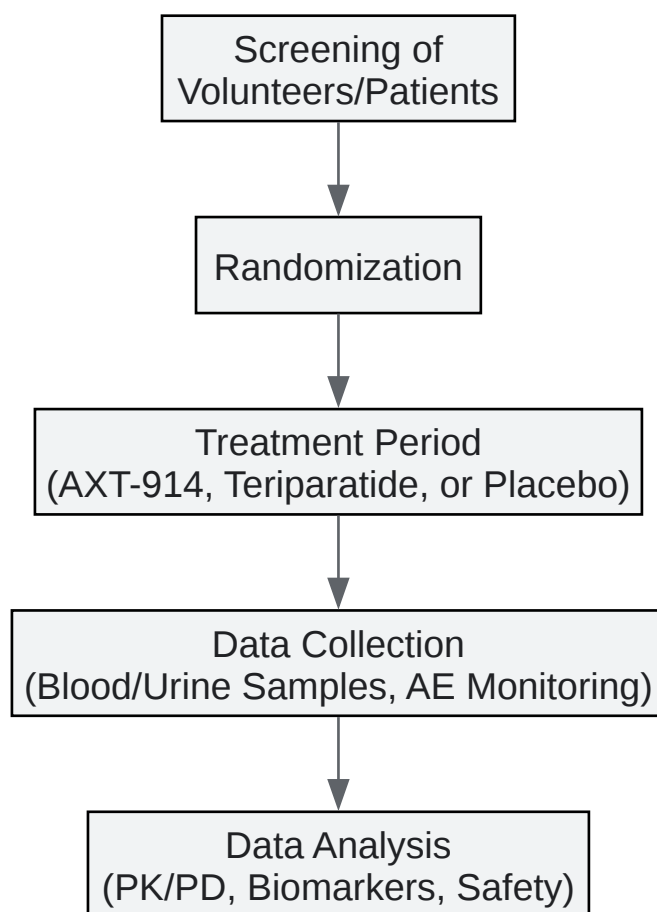 Screening of
Volunteers/Patients
Randomization
Treatment Period
(AXT-914, Teriparatide, or Placebo)
Data Collection
(Blood/Urine Samples, AE Monitoring)
Data Analysis
(PK/PD, Biomarkers, Safety)